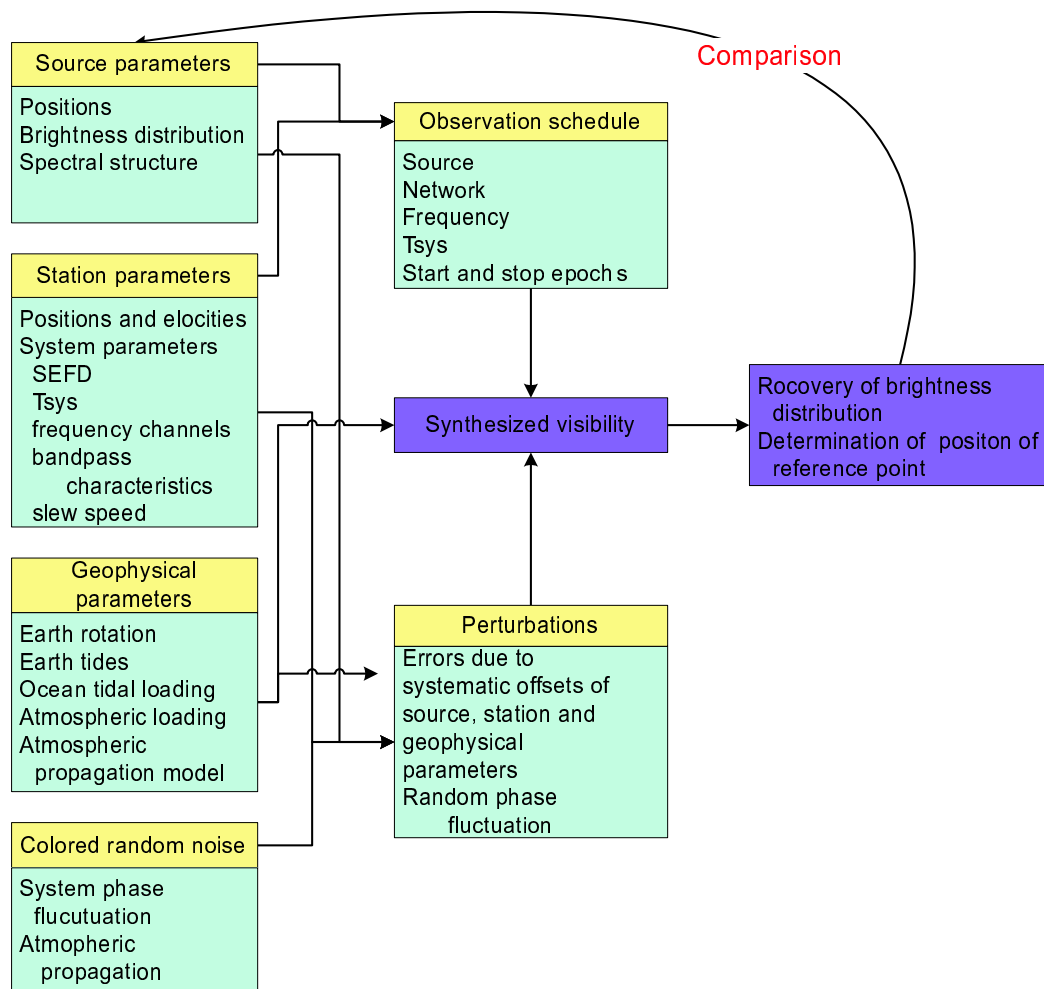 Comparison
Source parameters
Positions
Brightness distribution
Spectral structure
Station parameters
Positions and elocities
System parameters
SEFD
Tsys
frequency channels
bandpass
characteristics
slew speed
Geophysical
parameters
Earth rotation
Earth tides
Ocean tidal loading
Atmospheric loading
Atmospheric
propagation model
Colored random noise
System phase
flucutuation
Atmopheric
propagation
Observation schedule
Source
Network
Frequency
Tsys
Start and stop epochs
Synthesized visibility
Perturbations
Errors due to
systematic offsets of
source, station and
geophysical
parameters
Random phase
fluctuation
Rocovery of brightness
distribution
Determination of positon of
reference point